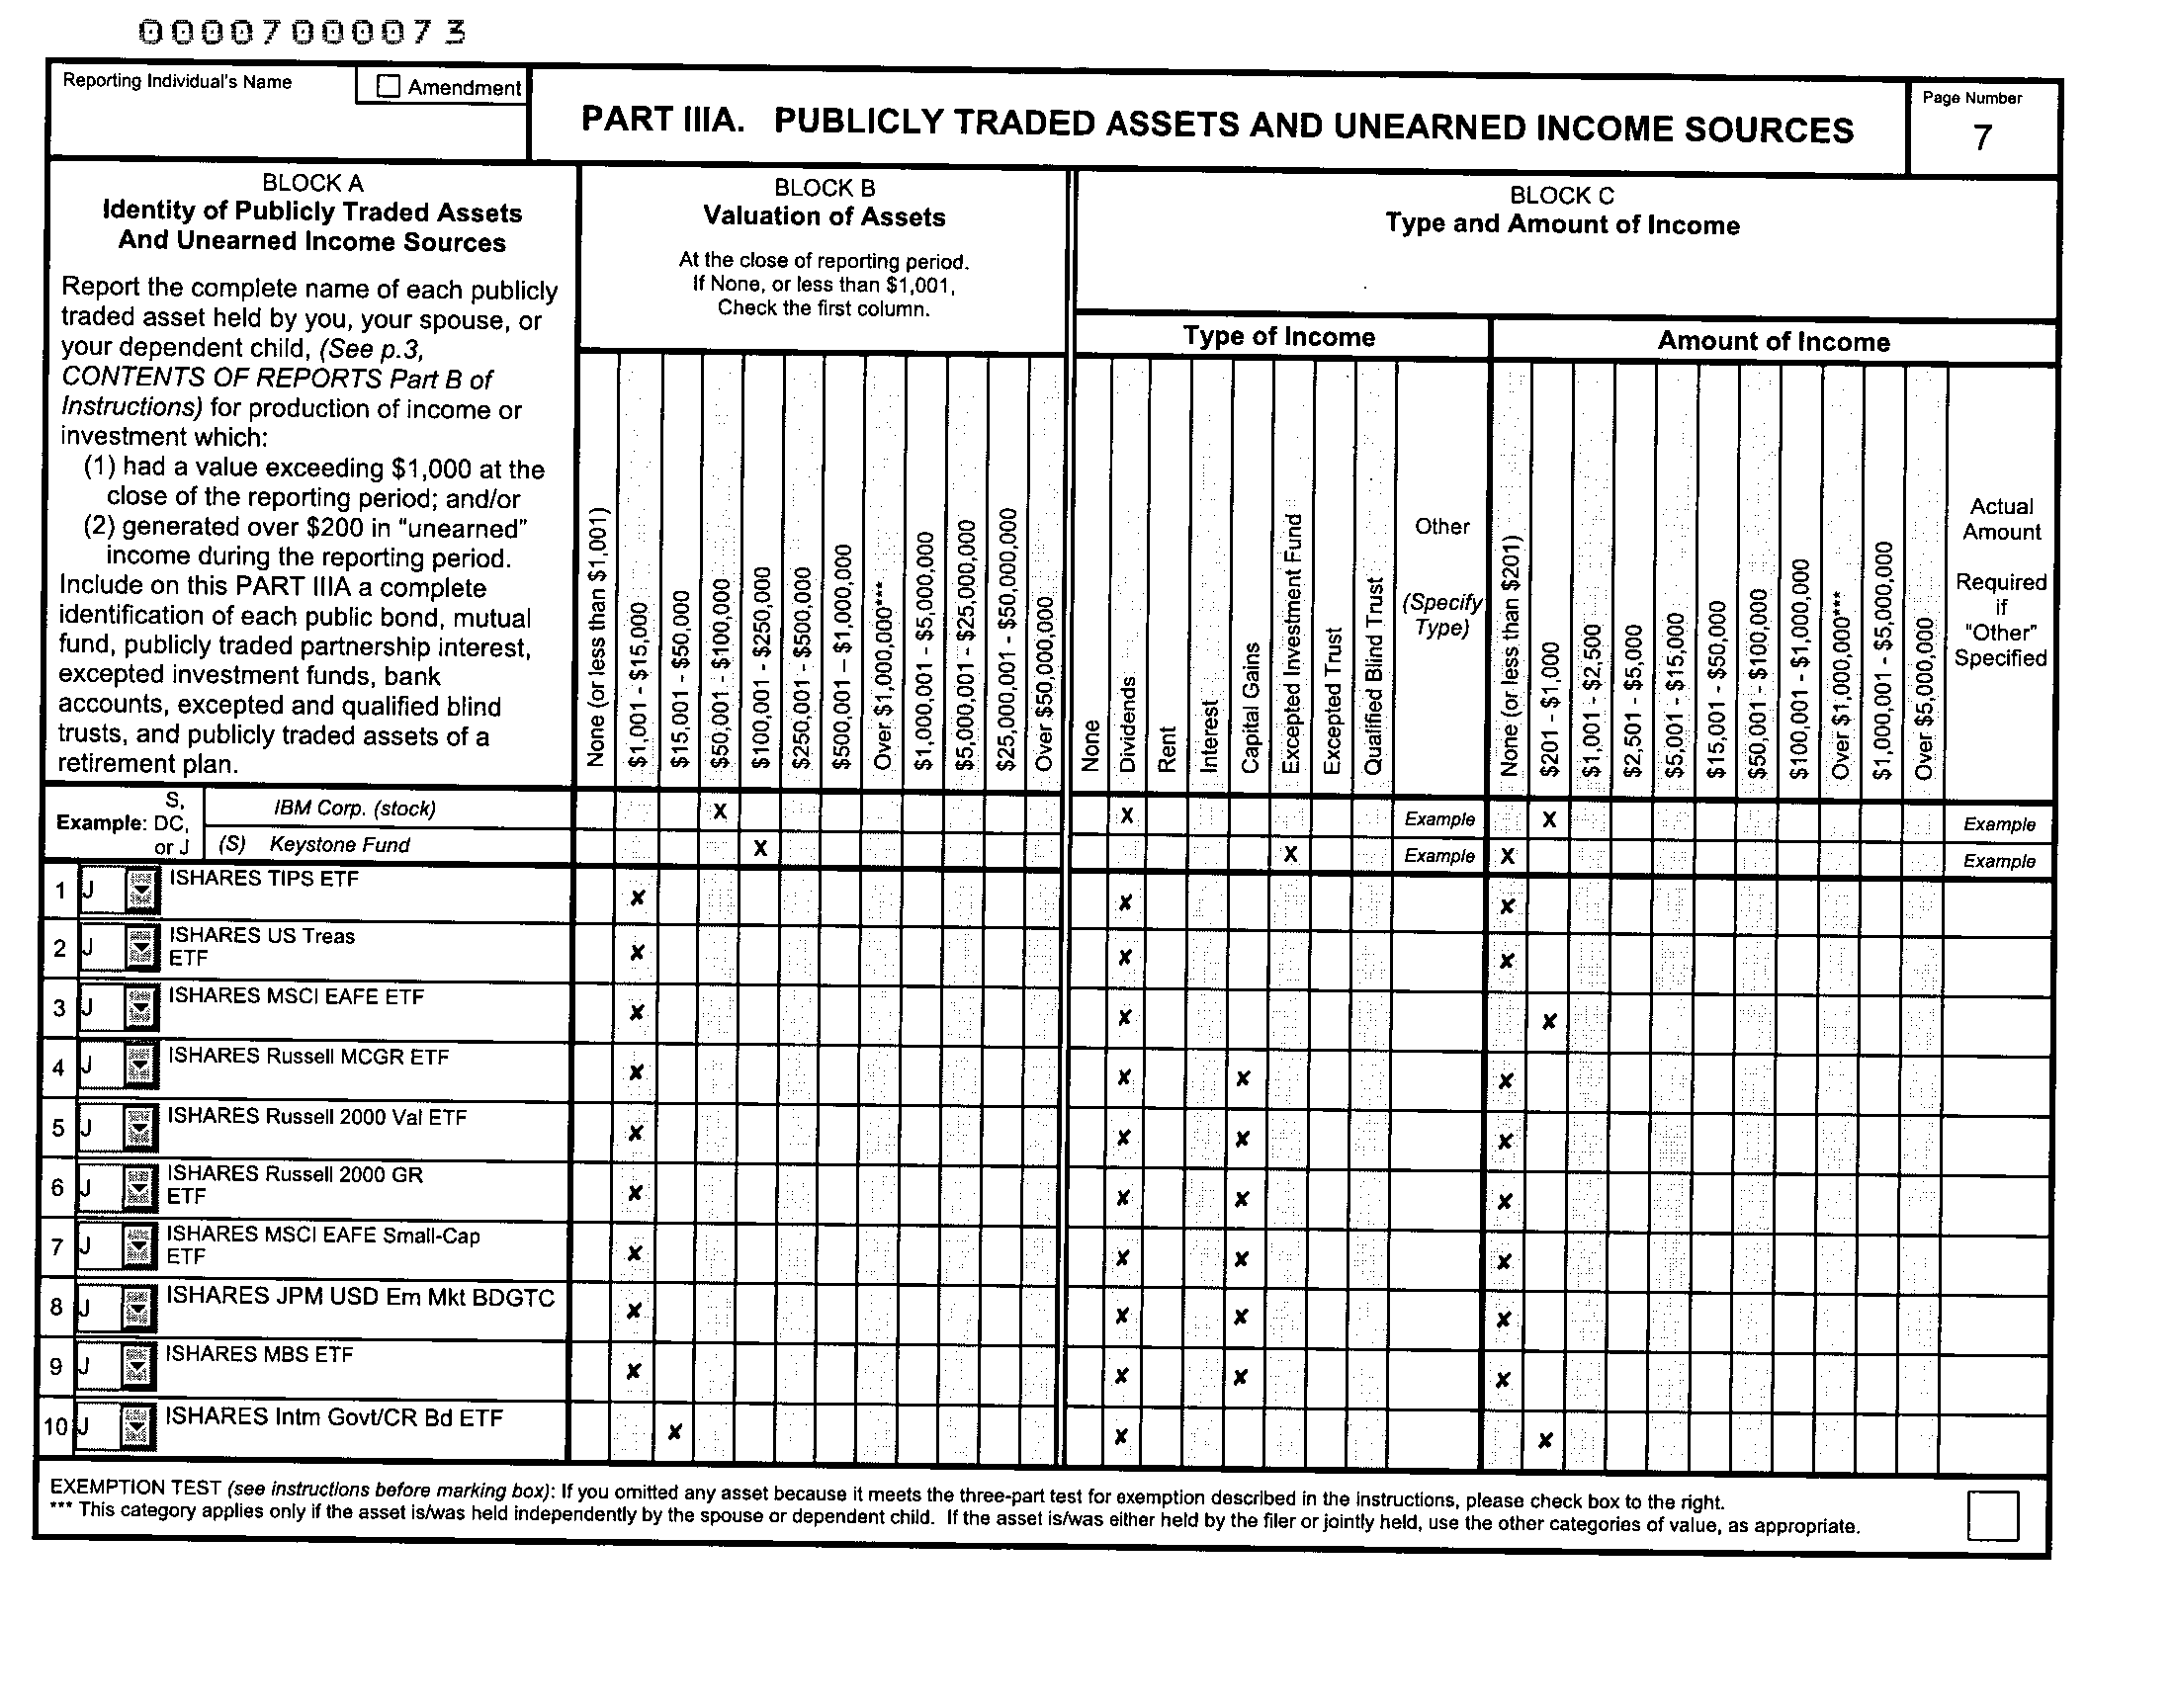 00007000073
Reporting Individual's Name
Amendment
PART IIIA. PUBLICLY TRADED ASSETS AND UNEARNED INCOME SOURCES
Page Number
7
BLOCK A
Identity of Publicly Traded Assets
And Unearned Income Sources
Report the complete name of each publicly
traded asset held by you, your spouse, or
your dependent child, (See p.3,
CONTENTS OF REPORTS Part B of
Instructions) for production of income or
investment which:
(1) had a value exceeding $1,000 at the
close of the reporting period; and/or
(2) generated over $200 in "unearned"
income during the reporting period.
Include on this PART IIIA a complete
identification of each public bond, mutual
fund, publicly traded partnership interest,
excepted investment funds, bank
accounts, excepted and qualified blind
trusts, and publicly traded assets of a
retirement plan.
BLOCK B
Valuation of Assets
At the close of reporting period.
If None, or less than $1,001,
Check the first column.
None (or less than $1,001)
$1,001 - $15,000
$15,001 - $50,000
$50,001 - $100,000
$100,001 - $250,000
$250,001 - $500,000
$500,001 – $1,000,000
Over $1,000,000***
$1,000,001 - $5,000,000
$5,000,001 - $25,000,000
$25,000,001 - $50,000,000
Over $50,000,000
BLOCK C
Type and Amount of Income
Type of Income
None
Dividends
Rent
Interest
Capital Gains
Excepted Investment Fund
Excepted Trust
Qualified Blind Trust
Other
(Specify
Type)
Amount of Income
None (or less than $201)
$201 - $1,000
$1,001 - $2,500
$2,501 - $5,000
$5,001 - $15,000
$15,001 - $50,000
$50,001 - $100,000
$100,001 - $1,000,000
Over $1,000,000***
$1,000,001 - $5,000,000
Over $5,000,000
Actual
Amount
Required
if
"Other"
Specified
Example: S, DC, or J
IBM Corp. (stock) X X Example X Example
(S) Keystone Fund X X Example X Example
1 J ISHARES TIPS ETF x x x
2 J ISHARES US Treas
ETF x x x
3 J ISHARES MSCI EAFE ETF x x x
4 J ISHARES Russell MCGR ETF x x x x
5 J ISHARES Russell 2000 Val ETF x x x x
6 J ISHARES Russell 2000 GR
ETF x x x x
7 J ISHARES MSCI EAFE Small-Cap
ETF x x x x
8 J ISHARES JPM USD Em Mkt BDGTC x x x x
9 J ISHARES MBS ETF x x x x
10 J ISHARES Intm Govt/CR Bd ETF x x x
EXEMPTION TEST (see instructions before marking box): If you omitted any asset because it meets the three-part test for exemption described in the instructions, please check box to the right.
*** This category applies only if the asset is/was held independently by the spouse or dependent child. If the asset is/was either held by the filer or jointly held, use the other categories of value, as appropriate.